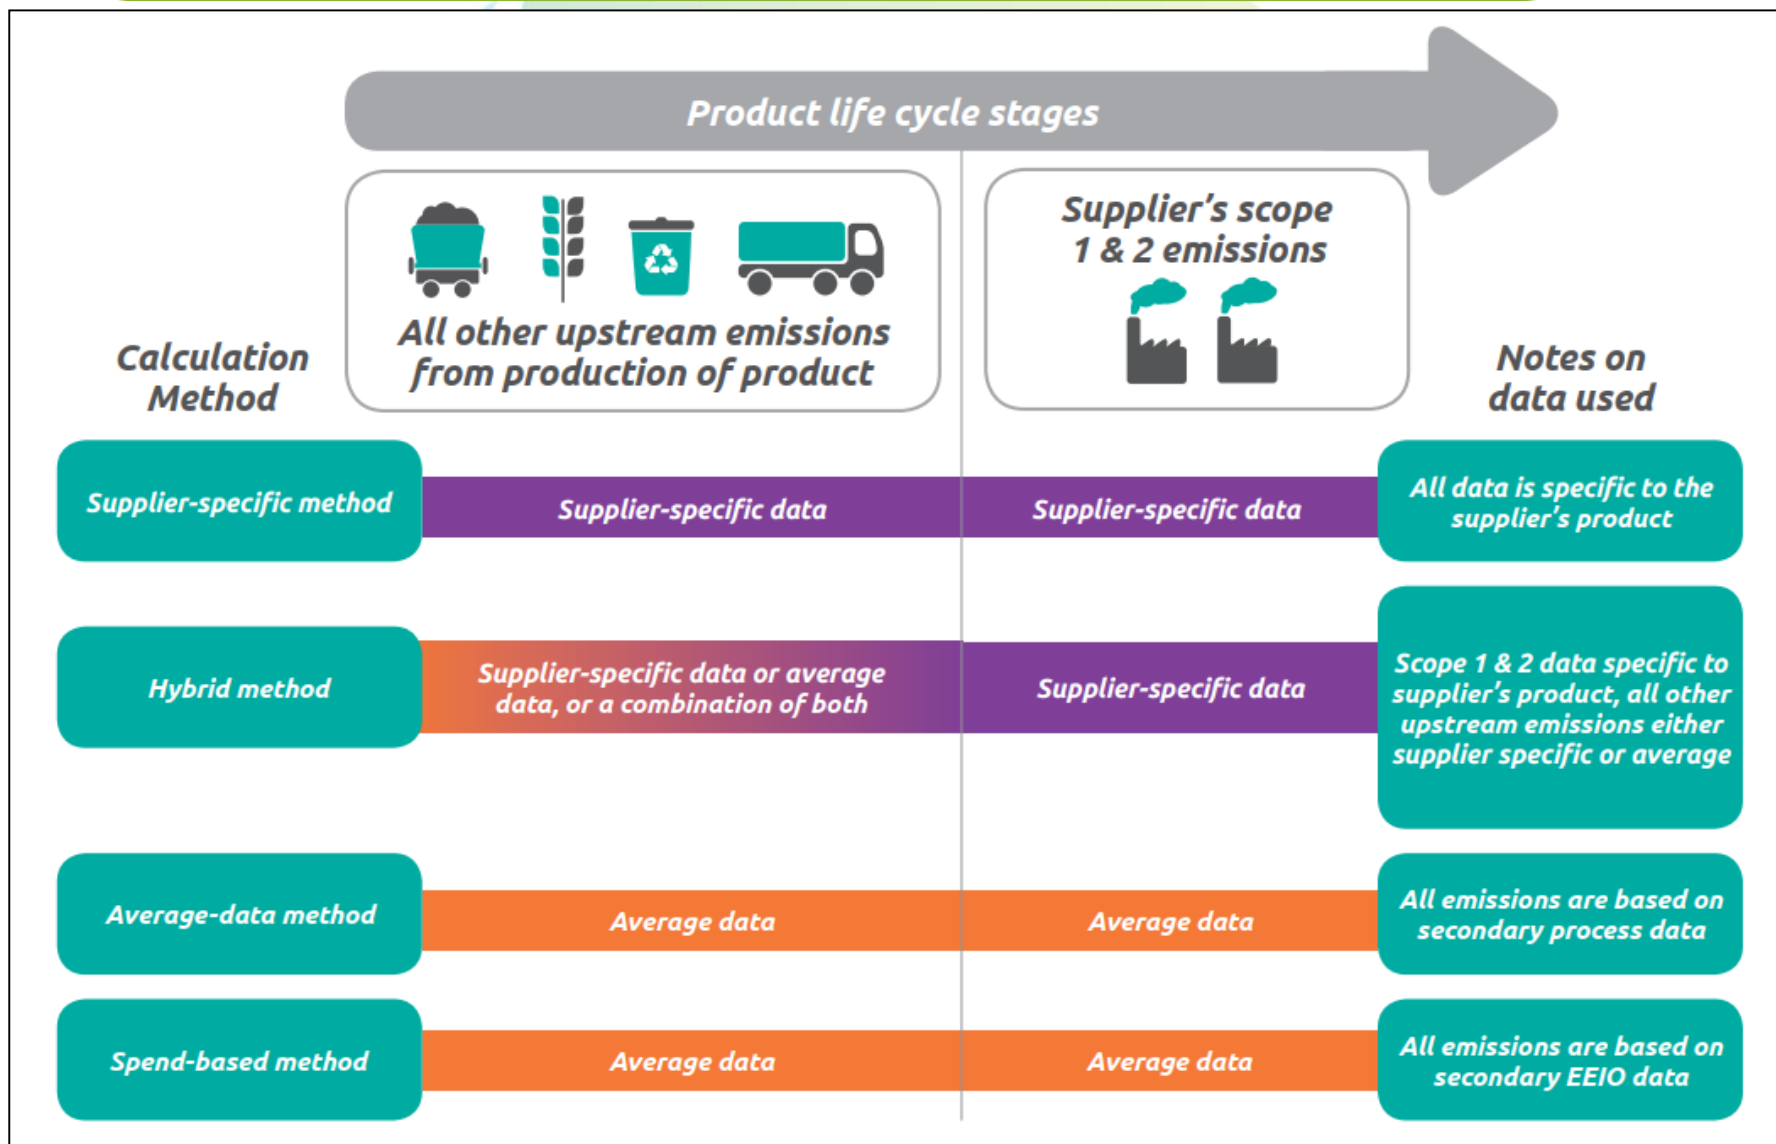 Product life cycle stages
All other upstream emissions
from production of product
Supplier's scope
1 & 2 emissions
Calculation
Method
Notes on
data used
Supplier-specific method
Supplier-specific data
Supplier-specific data
All data is specific to the
supplier's product
Hybrid method
Supplier-specific data or average
data, or a combination of both
Supplier-specific data
Scope 1 & 2 data specific to
supplier's product, all other
upstream emissions either
supplier specific or average
Average-data method
Average data
Average data
All emissions are based on
secondary process data
Spend-based method
Average data
Average data
All emissions are based on
secondary EEIO data